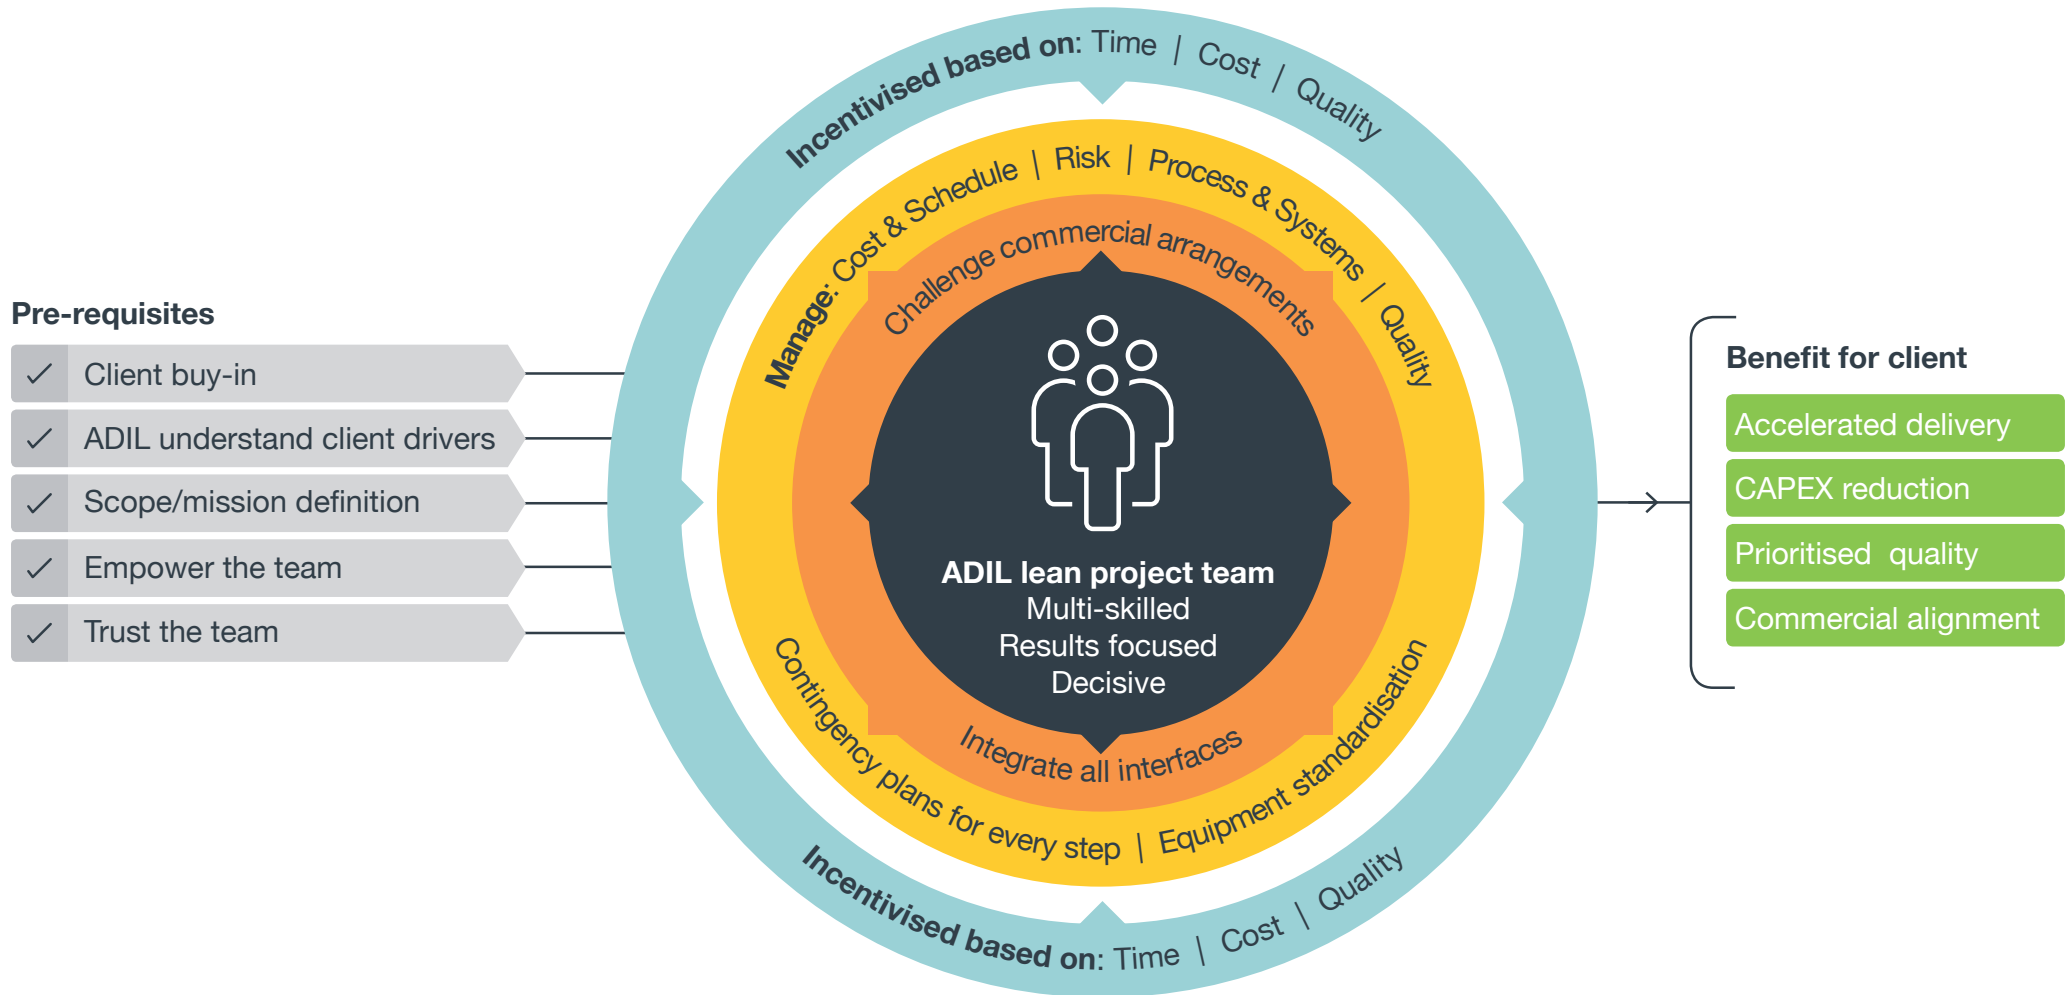 Pre-requisites
Client buy-in
ADIL understand client drivers
Scope/mission definition
Empower the team
Trust the team
Incentivised based on: Time | Cost | Quality
Manage: Cost & Schedule | Risk | Process & Systems | Quality
Challenge commercial arrangements
ADIL lean project team
Multi-skilled
Results focused
Decisive
Integrate all interfaces
Contingency plans for every step | Equipment standardisation
Incentivised based on: Time | Cost | Quality
Benefit for client
Accelerated delivery
CAPEX reduction
Prioritised quality
Commercial alignment